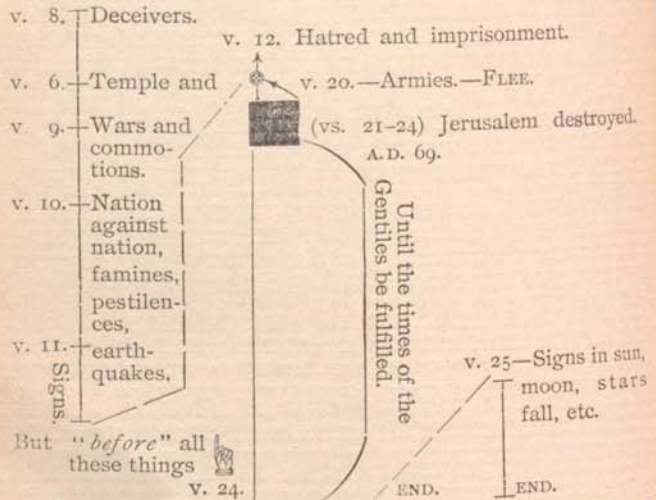 v. 8. Deceivers.
v. 12. Hatred and imprisonment.
v. 6. Temple and
v. 20.—Armies.—FLEE.
v. 9. Wars and
commo-
tions.
(vs. 21–24) Jerusalem destroyed.
A.D. 69.
v. 10. Nation
against
nation,
famines,
pestilen-
ces,
v. 11. earth-
quakes,
Signs.
Until the times of the
Gentiles be fulfilled.
v. 25—Signs in sun,
moon, stars
fall, etc.
But "before" all
these things
v. 24.
END.
END.